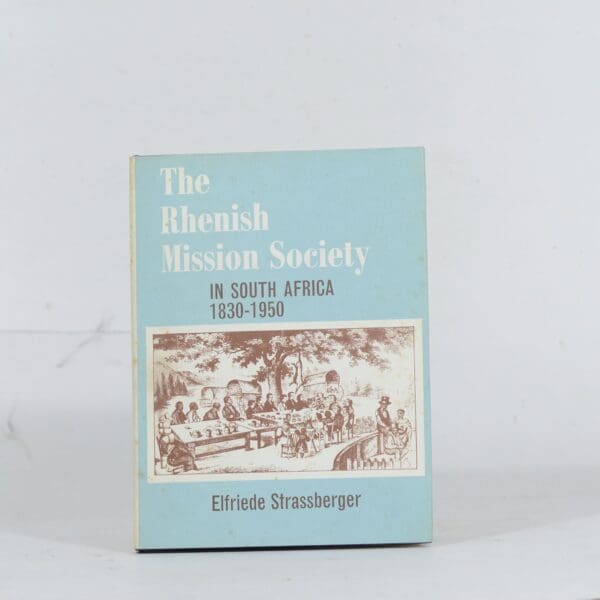 The
Rhenish
Mission Society
IN SOUTH AFRICA
1830-1950
Elfriede Strassberger